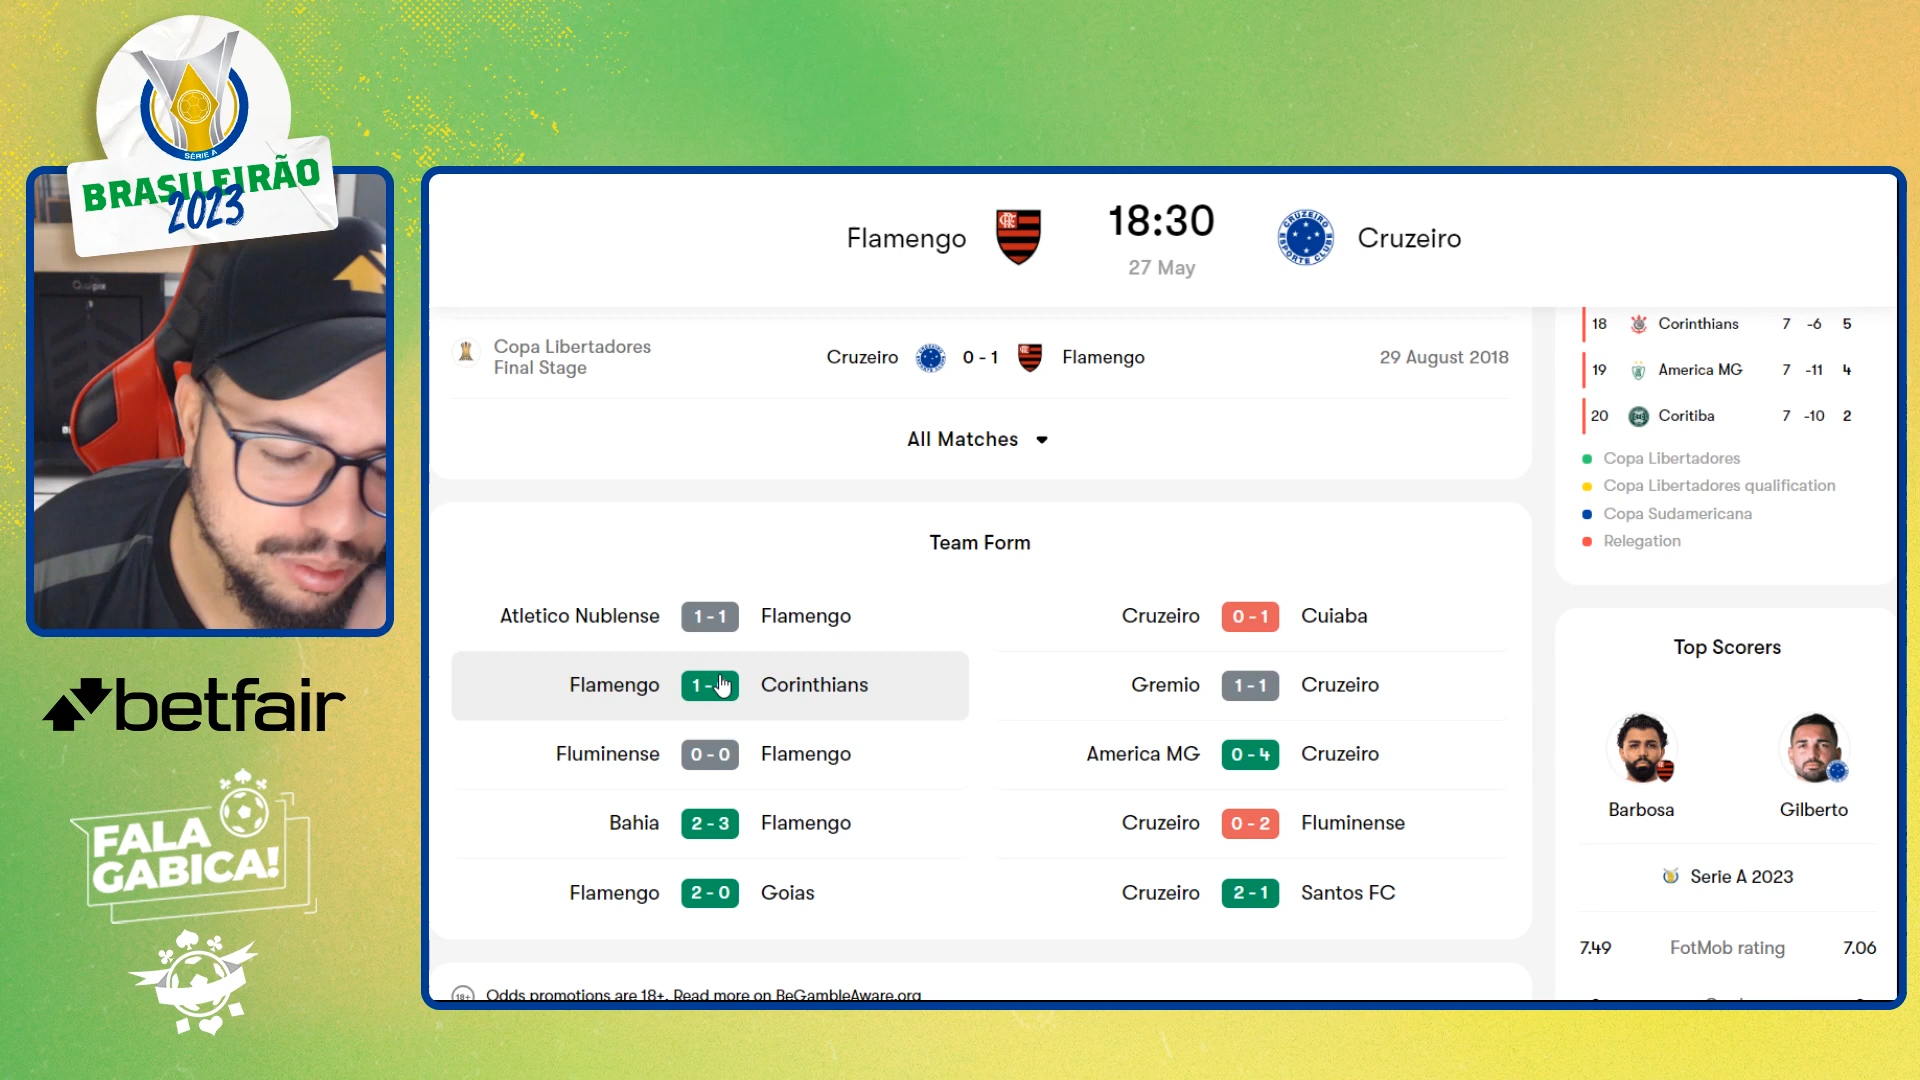 SÉRIE A
BRASILEIRÃO
2023
Flamengo
18:30
27 May
Cruzeiro
CRUZEIRO
ESPORTE CLUBE
Copa Libertadores
Final Stage
Cruzeiro 0 - 1 Flamengo
29 August 2018
All Matches
Team Form
Atletico Nublense 1 - 1 Flamengo
Flamengo 1 - Corinthians
Fluminense 0 - 0 Flamengo
Bahia 2 - 3 Flamengo
Flamengo 2 - 0 Goias
Cruzeiro 0 - 1 Cuiaba
Gremio 1 - 1 Cruzeiro
America MG 0 - 4 Cruzeiro
Cruzeiro 0 - 2 Fluminense
Cruzeiro 2 - 1 Santos FC
18+ Odds promotions are 18+. Read more on BeGambleAware.org
18 Corinthians 7 -6 5
19 America MG 7 -11 4
20 Coritiba 7 -10 2
Copa Libertadores
Copa Libertadores qualification
Copa Sudamericana
Relegation
Top Scorers
Barbosa
Gilberto
Serie A 2023
7.49 FotMob rating 7.06
betfair
FALA
GABICA!